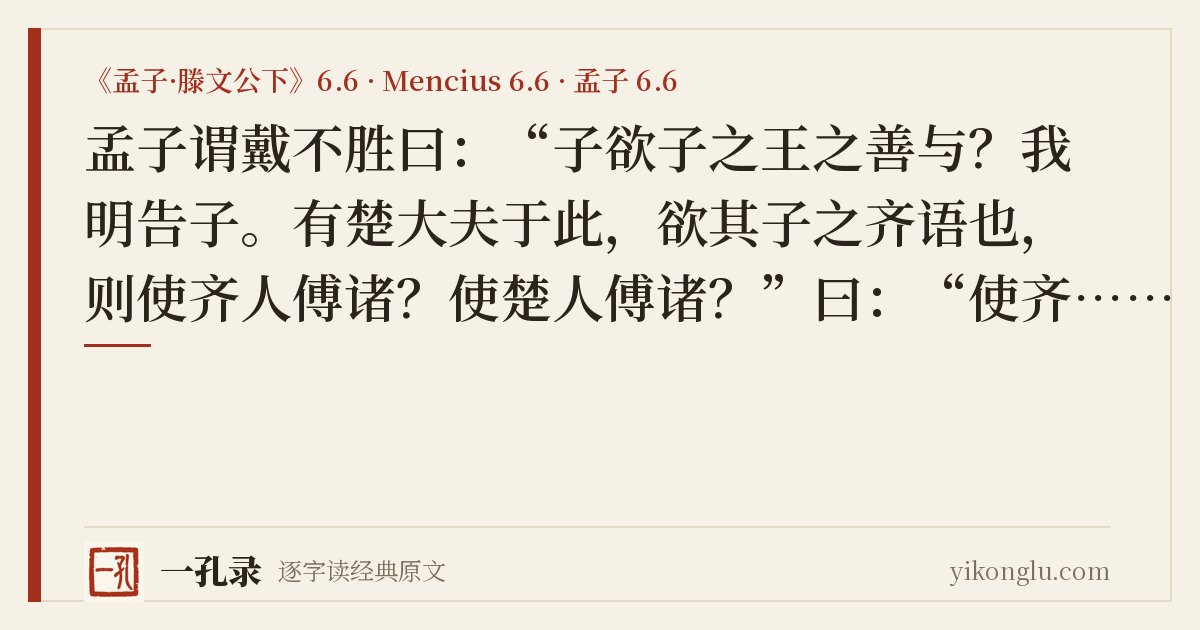 《孟子·滕文公下》6.6 · Mencius 6.6 · 孟子 6.6
孟子谓戴不胜曰：“子欲子之王之善与？我
明告子。有楚大夫于此，欲其子之齐语也，
则使齐人傅诸？使楚人傅诸？”曰：“使齐……
一孔
一孔录 逐字读经典原文 yikonglu.com